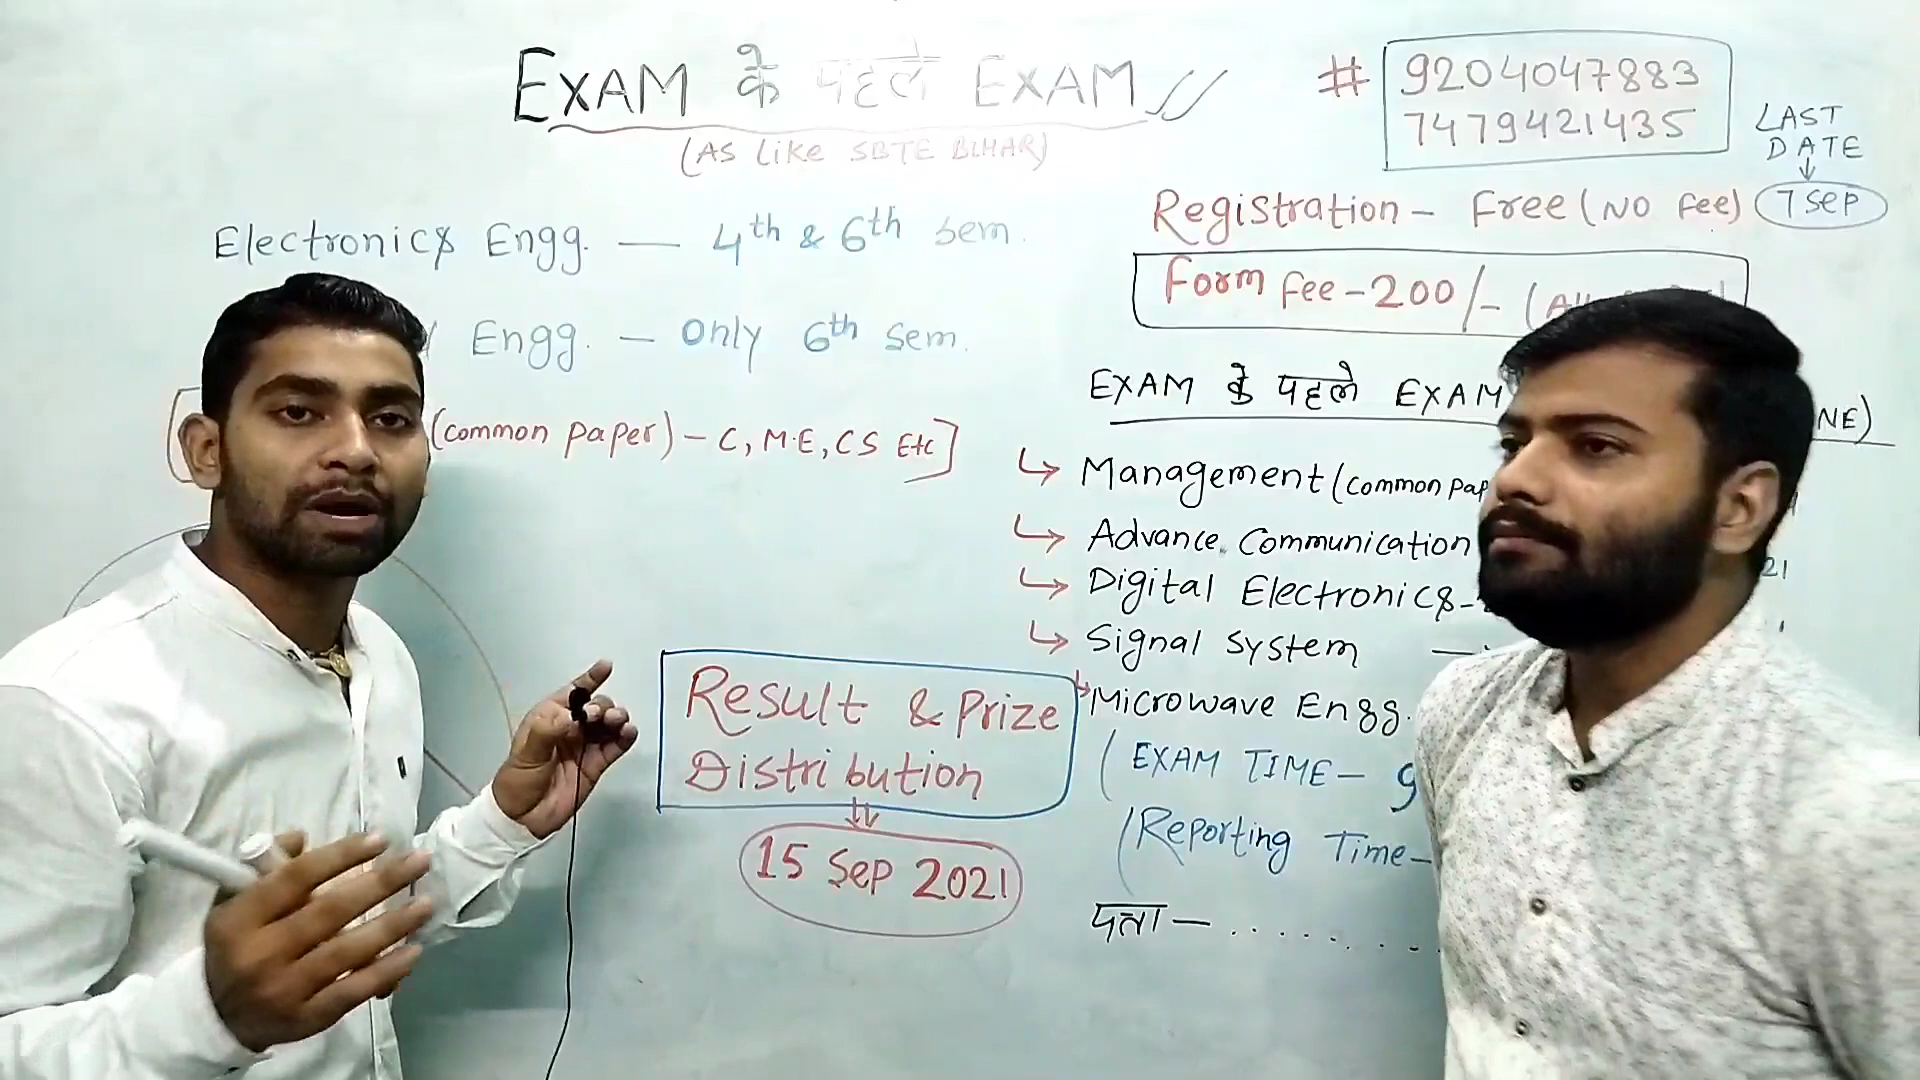 EXAM के पहले EXAM
(AS Like SBTE BIHAR)
# 9204047883
7479421435
LAST
DATE
7 Sep
Registration - Free (NO Fee)
Form Fee - 200/-
Electronics Engg. — 4th & 6th Sem.
Engg. — Only 6th Sem.
(common paper) - C, M.E, CS Etc]
EXAM के पहले EXAM
NE)
Management (common pap
Advance Communication
Digital Electronics -
21
Signal System —
Microwave Engg.
(EXAM TIME - 9
(Reporting Time -
पता - . . . . . . . .
Result & Prize
Distribution
15 Sep 2021